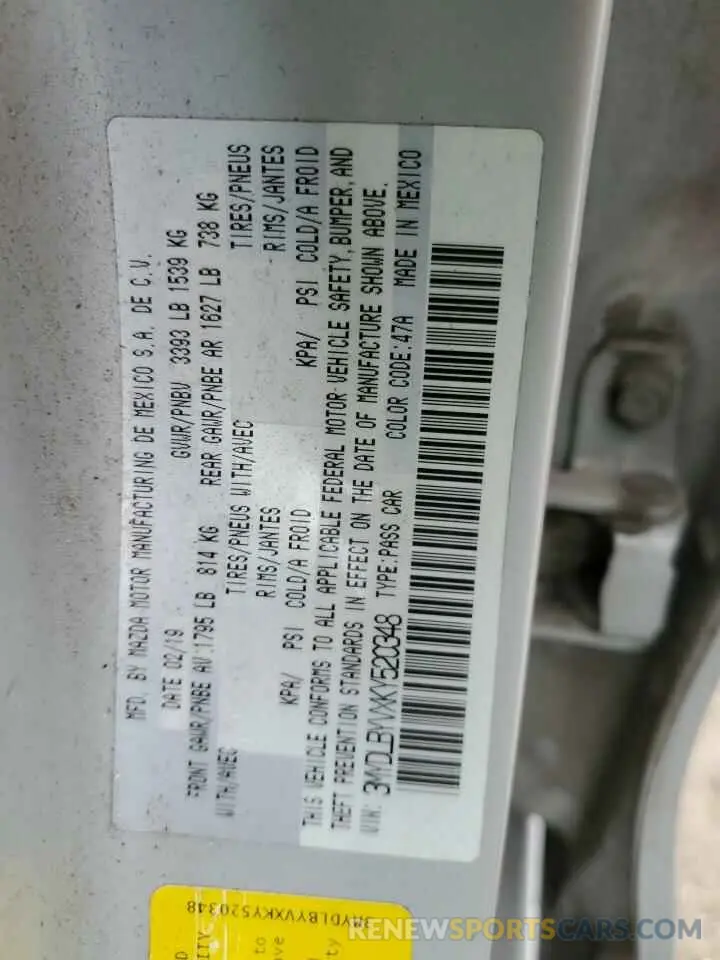 MFD. BY MAZDA MOTOR MANUFACTURING DE MEXICO S.A. DE C.V.
DATE 02/19 GVWR/PNBV 3393 LB 1539 KG
FRONT GAWR/PNBE AV 1795 LB 814 KG REAR GAWR/PNBE AR 1627 LB 738 KG
WITH/AVEC TIRES/PNEUS WITH/AVEC TIRES/PNEUS
RIMS/JANTES RIMS/JANTES
KPA/ PSI COLD/A FROID KPA/ PSI COLD/A FROID
THIS VEHICLE CONFORMS TO ALL APPLICABLE FEDERAL MOTOR VEHICLE SAFETY, BUMPER, AND
THEFT PREVENTION STANDARDS IN EFFECT ON THE DATE OF MANUFACTURE SHOWN ABOVE.
VIN: 3MYDLBYVXKY520348 TYPE:PASS CAR COLOR CODE:47A MADE IN MEXICO
3MYDLBYVXKY520348
to
ITY
RENEWSPORTSCARS.COM